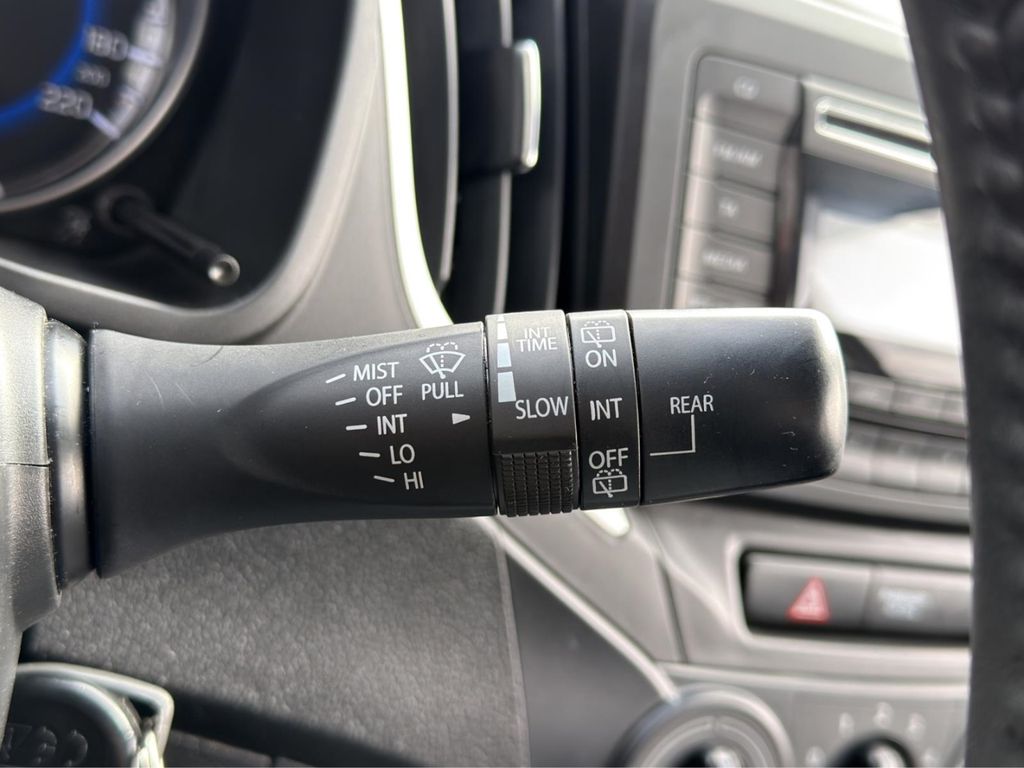 180
220
MIST
OFF
INT
LO
HI
PULL
INT
TIME
SLOW
ON
INT
OFF
REAR